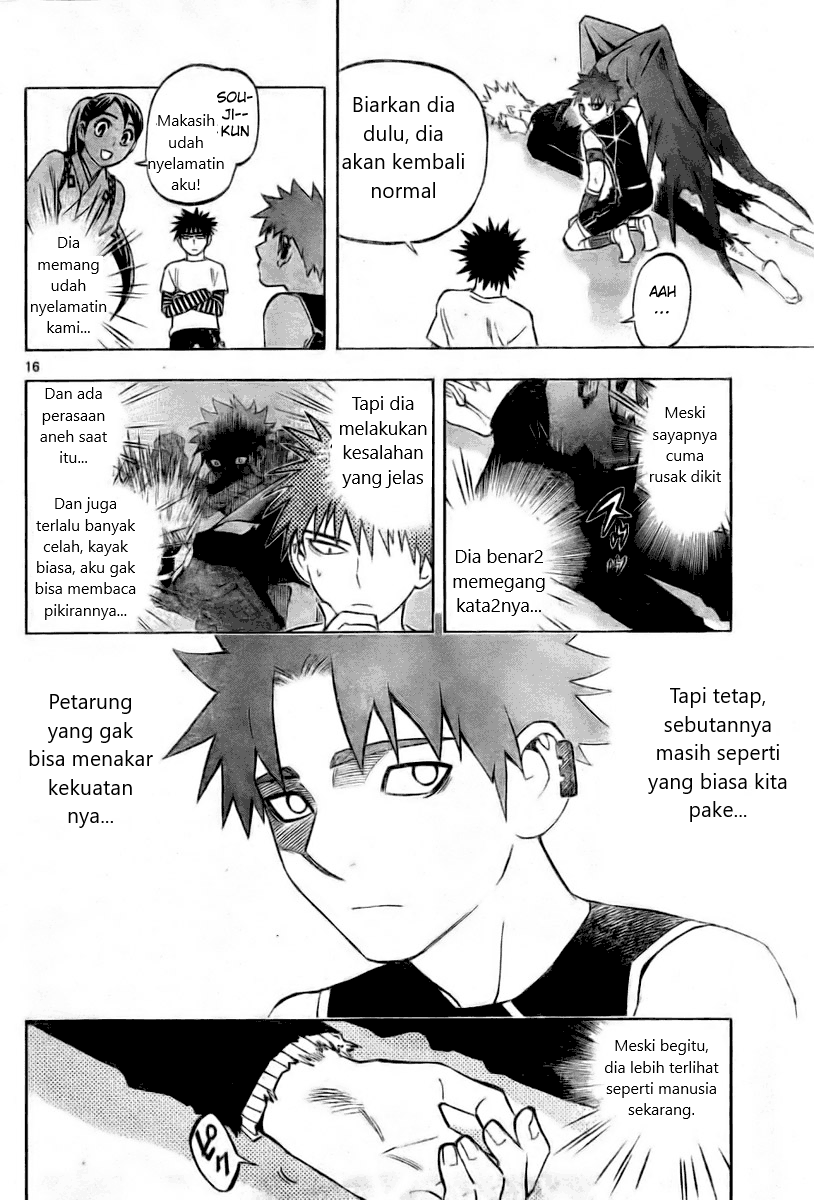 Biarkan dia
dulu, dia
akan kembali
normal
AAH
...
SOU-
JI--
KUN
Makasih
udah
nyelamatin
aku!
Dia
memang
udah
nyelamatin
kami...
16
Meski
sayapnya
cuma
rusak dikit
Dia benar2
memegang
kata2nya...
Tapi dia
melakukan
kesalahan
yang jelas
Dan ada
perasaan
aneh saat
itu...
Dan juga
terlalu banyak
celah, kayak
biasa, aku gak
bisa membaca
pikirannya...
Tapi tetap,
sebutannya
masih seperti
yang biasa kita
pake...
Petarung
yang gak
bisa menakar
kekuatan
nya...
Meski begitu,
dia lebih terlihat
seperti manusia
sekarang.